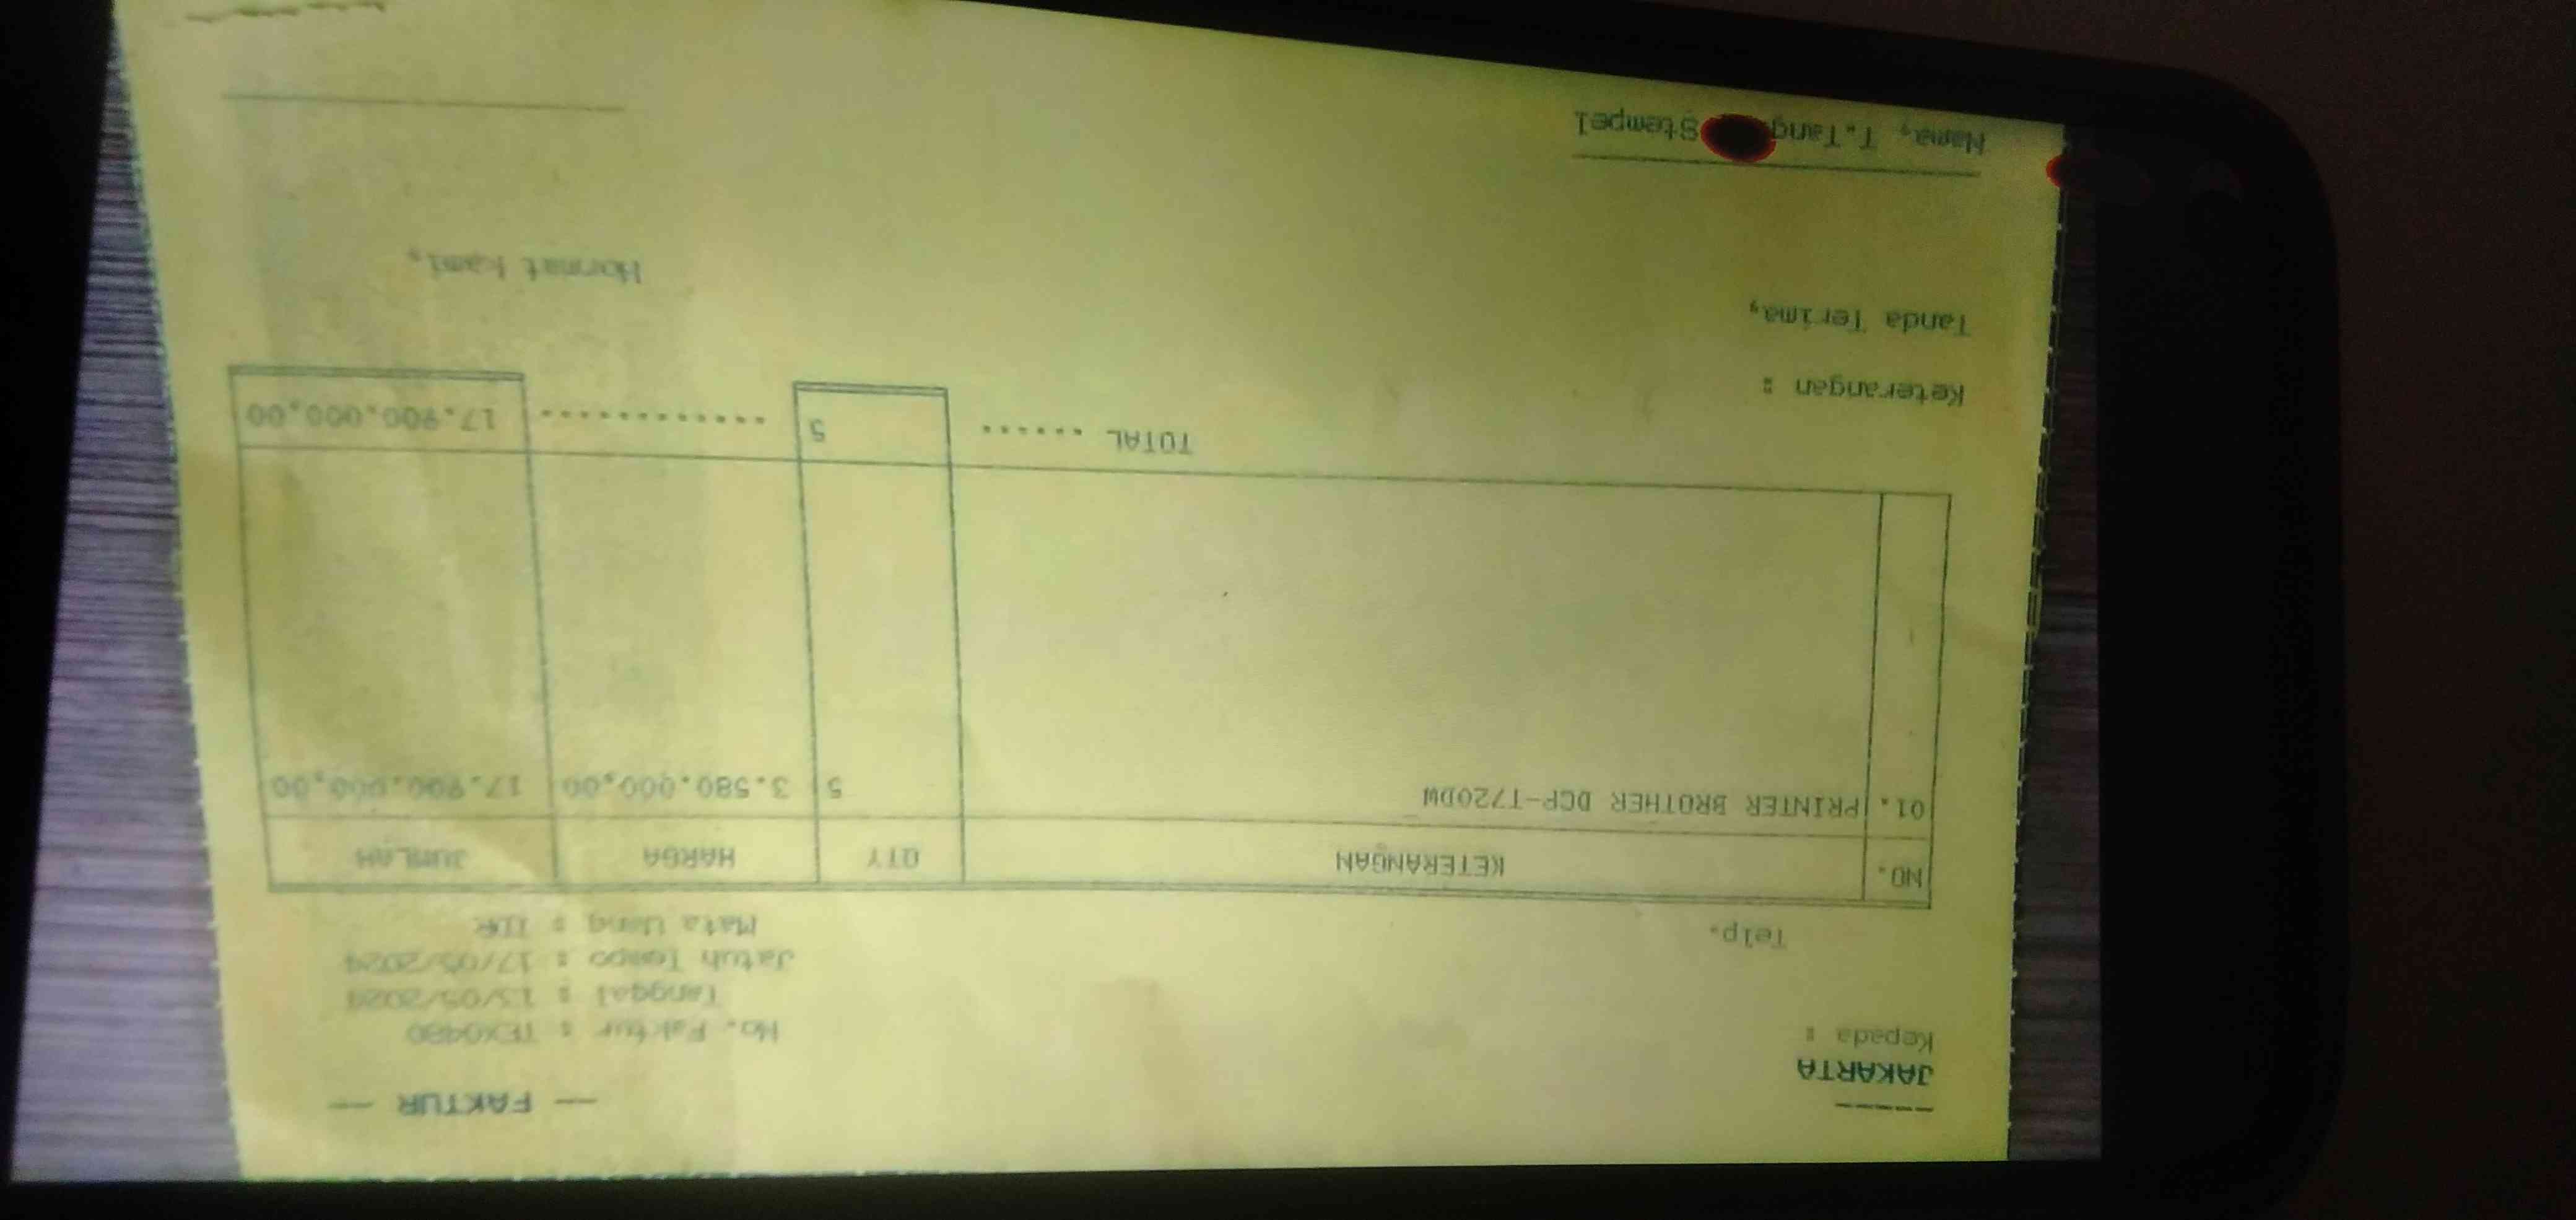 -----
-- FAKTUR --
JAKARTA
Kepada :
No. Faktur : TEX0480
Tanggal : 13/05/2024
Jatuh Tempo : 17/05/2024
Telp.
Mata Uang : IDR
NO. KETERANGAN QTY HARGA JUMLAH
01. PRINTER BROTHER DCP-T720DW 5 3.580.000,00 17.900.000,00
TOTAL ...... 5 ............ 17.900.000,00
Keterangan :
Tanda Terima,
Hormat kami,
Nama, T.Tang Stempel